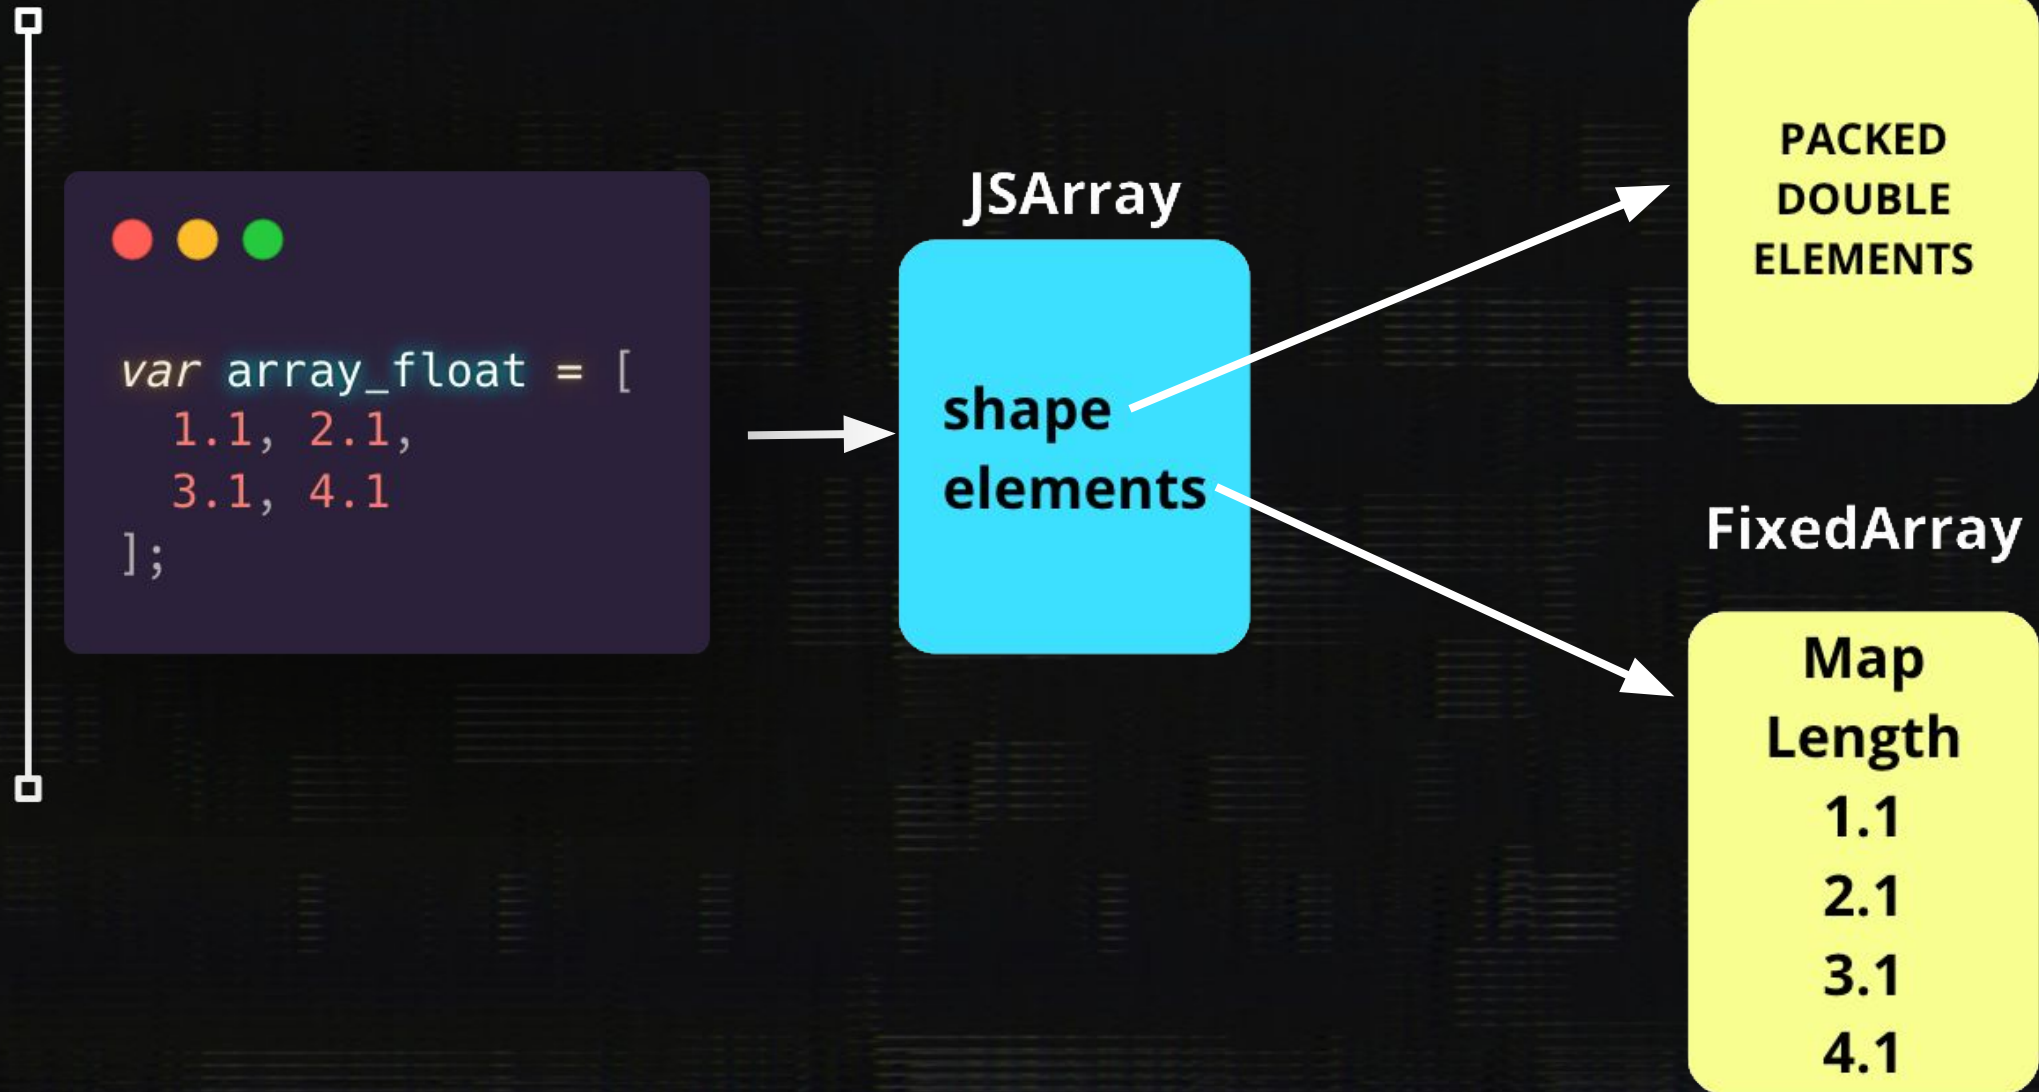 var array_float = [
1.1, 2.1,
3.1, 4.1
];
JSArray
shape
elements
PACKED
DOUBLE
ELEMENTS
FixedArray
Map
Length
1.1
2.1
3.1
4.1